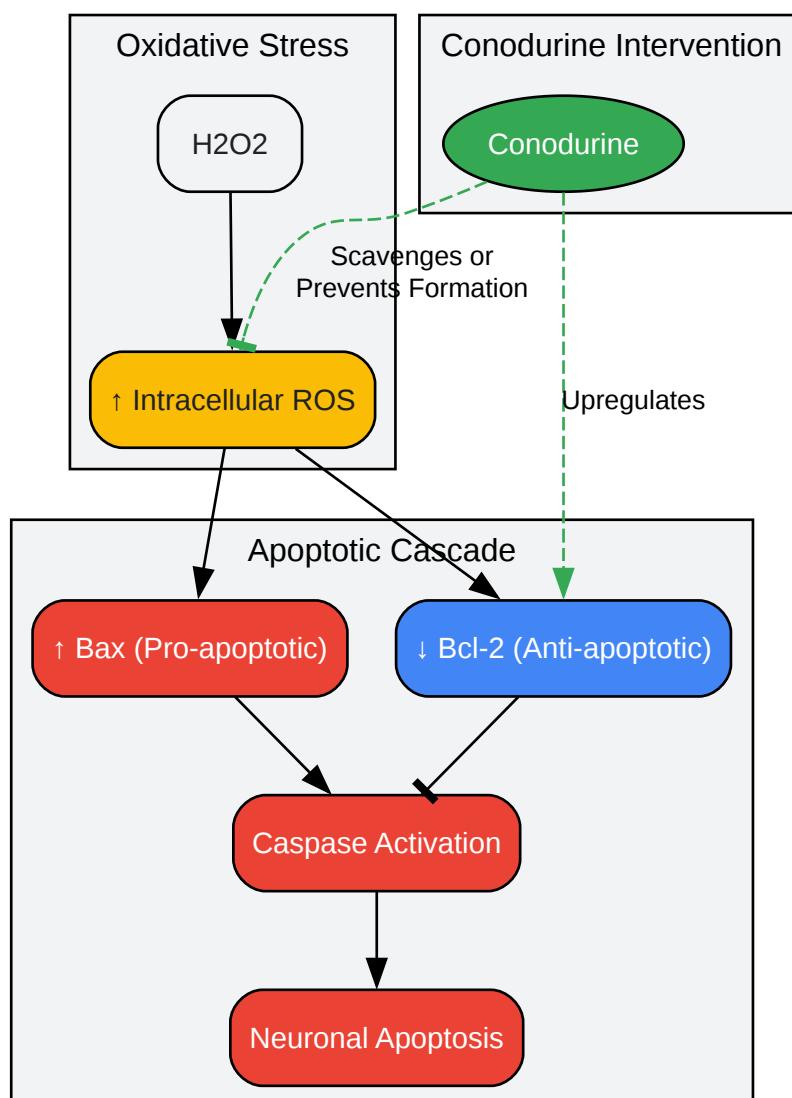 Oxidative Stress
Conodurine Intervention
H2O2
Conodurine
Scavenges or
Prevents Formation
↑ Intracellular ROS
Upregulates
Apoptotic Cascade
↑ Bax (Pro-apoptotic)
↓ Bcl-2 (Anti-apoptotic)
Caspase Activation
Neuronal Apoptosis